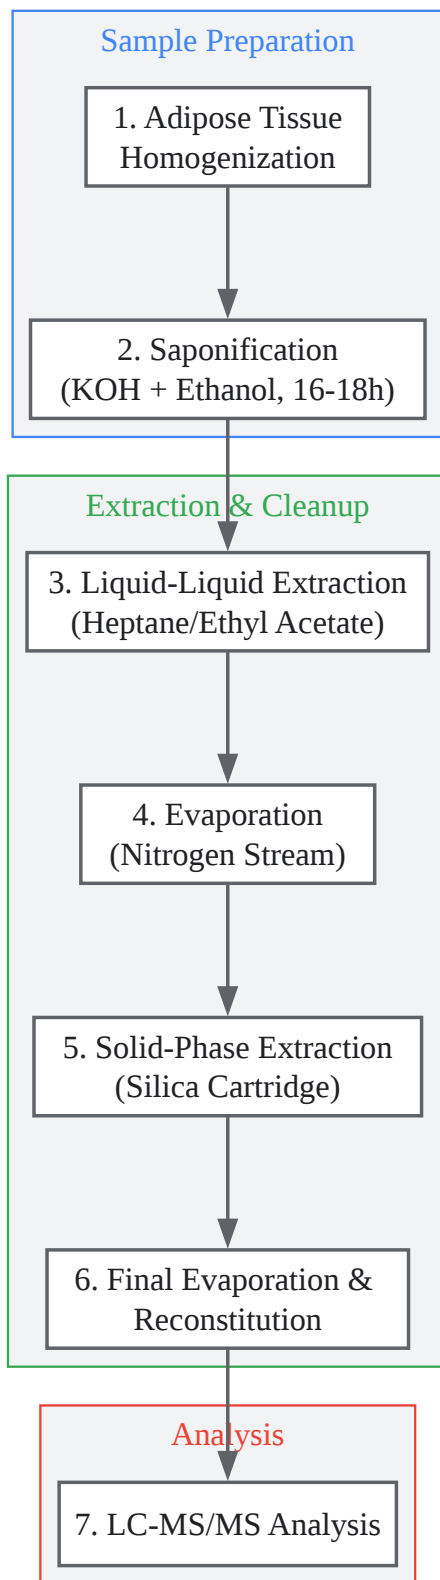 Sample Preparation
1. Adipose Tissue
Homogenization
2. Saponification
(KOH + Ethanol, 16-18h)
Extraction & Cleanup
3. Liquid-Liquid Extraction
(Heptane/Ethyl Acetate)
4. Evaporation
(Nitrogen Stream)
5. Solid-Phase Extraction
(Silica Cartridge)
6. Final Evaporation &
Reconstitution
Analysis
7. LC-MS/MS Analysis